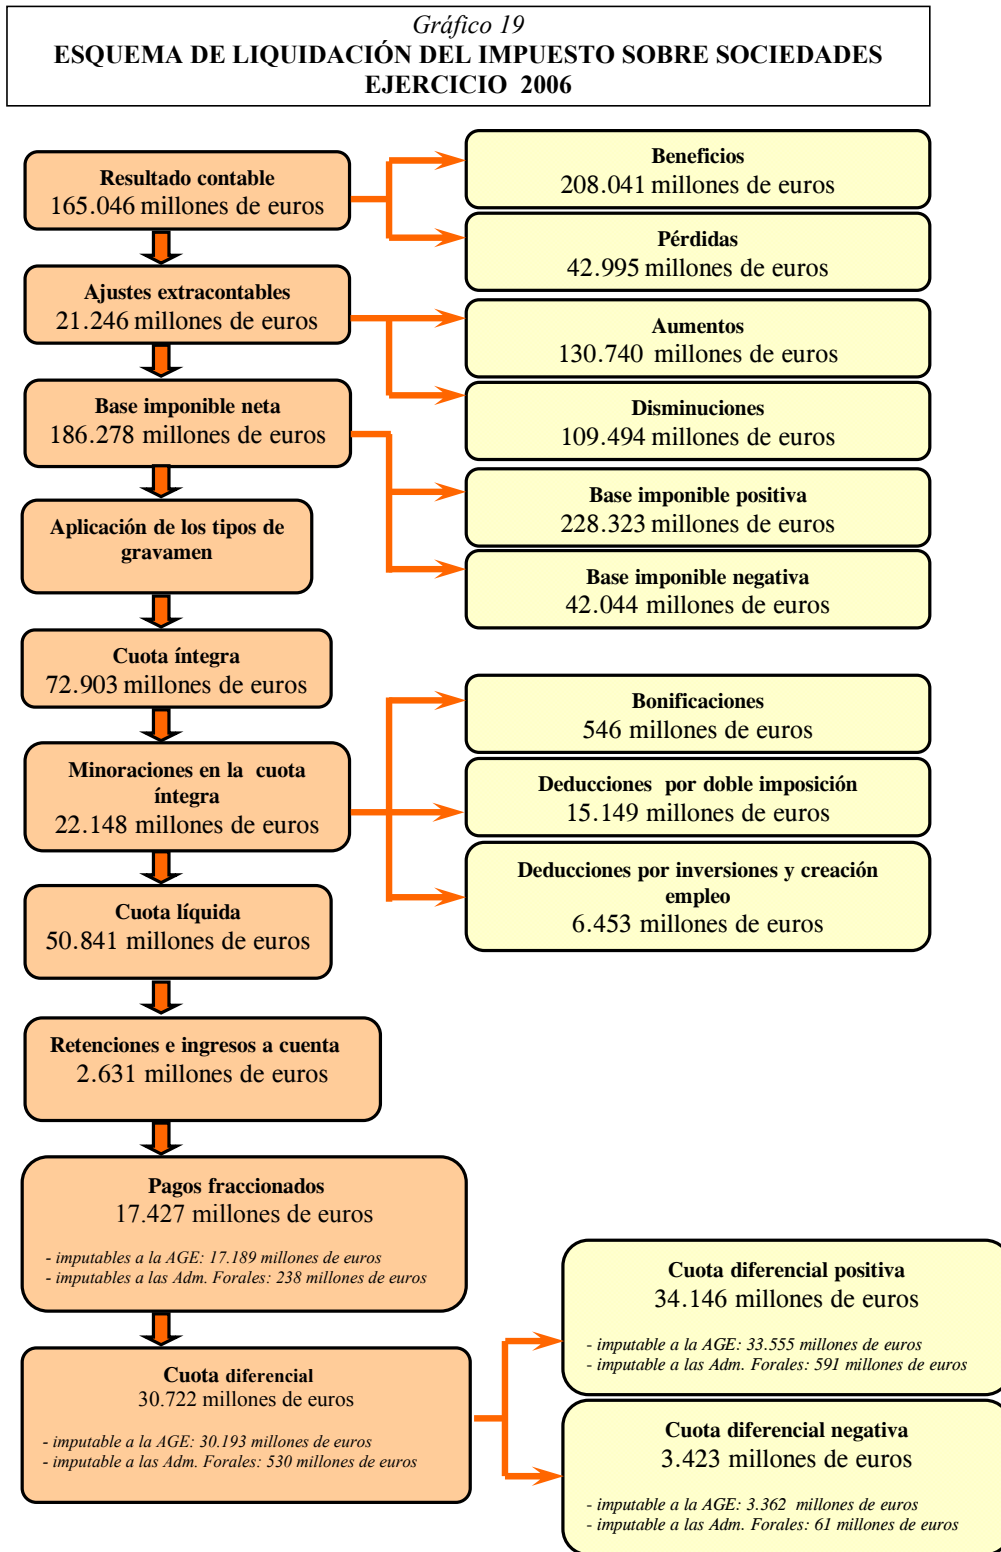 Gráfico 19
ESQUEMA DE LIQUIDACIÓN DEL IMPUESTO SOBRE SOCIEDADES
EJERCICIO 2006
Resultado contable
165.046 millones de euros
Beneficios
208.041 millones de euros
Pérdidas
42.995 millones de euros
Ajustes extracontables
21.246 millones de euros
Aumentos
130.740 millones de euros
Disminuciones
109.494 millones de euros
Base imponible neta
186.278 millones de euros
Base imponible positiva
228.323 millones de euros
Base imponible negativa
42.044 millones de euros
Aplicación de los tipos de
gravamen
Cuota íntegra
72.903 millones de euros
Minoraciones en la cuota
íntegra
22.148 millones de euros
Bonificaciones
546 millones de euros
Deducciones por doble imposición
15.149 millones de euros
Deducciones por inversiones y creación
empleo
6.453 millones de euros
Cuota líquida
50.841 millones de euros
Retenciones e ingresos a cuenta
2.631 millones de euros
Pagos fraccionados
17.427 millones de euros
- imputables a la AGE: 17.189 millones de euros
- imputables a las Adm. Forales: 238 millones de euros
Cuota diferencial
30.722 millones de euros
- imputable a la AGE: 30.193 millones de euros
- imputable a las Adm. Forales: 530 millones de euros
Cuota diferencial positiva
34.146 millones de euros
- imputable a la AGE: 33.555 millones de euros
- imputable a las Adm. Forales: 591 millones de euros
Cuota diferencial negativa
3.423 millones de euros
- imputable a la AGE: 3.362 millones de euros
- imputable a las Adm. Forales: 61 millones de euros